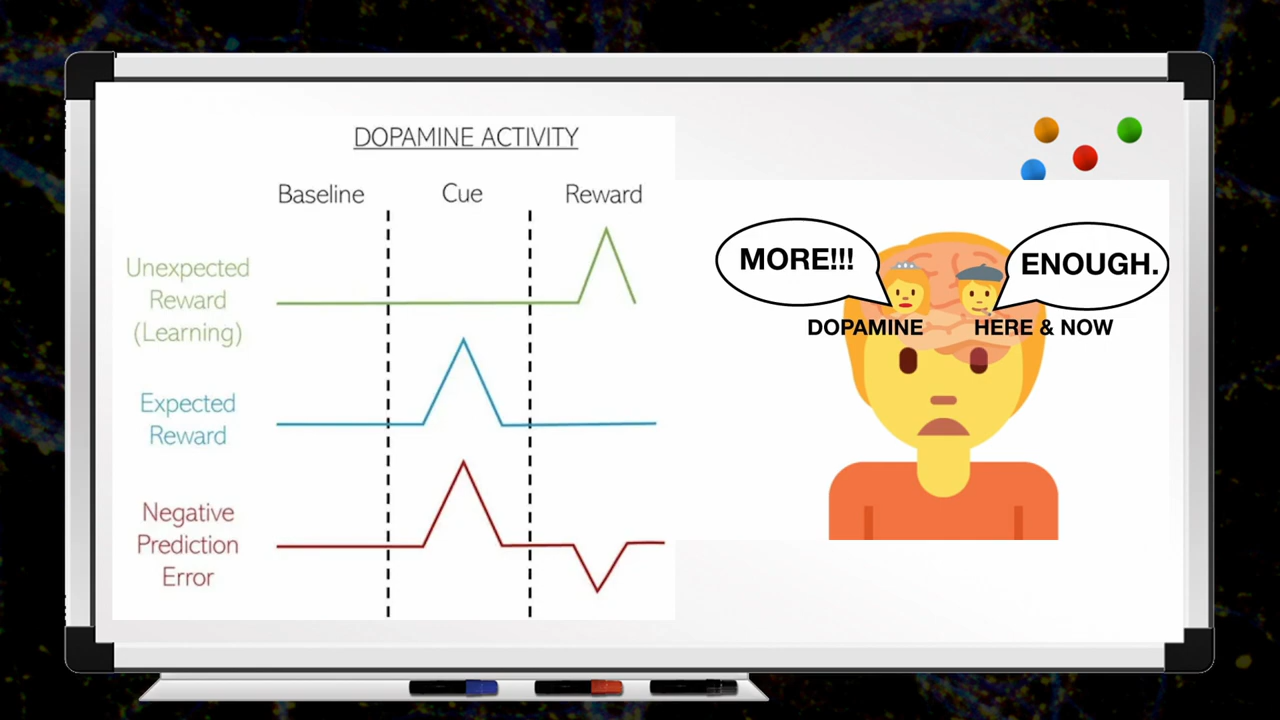 DOPAMINE ACTIVITY
Baseline Cue Reward
Unexpected
Reward
(Learning)
Expected
Reward
Negative
Prediction
Error
MORE!!! ENOUGH.
DOPAMINE HERE & NOW